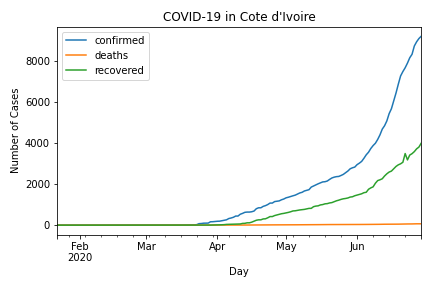 COVID-19 in Cote d'Ivoire
confirmed
deaths
recovered
Number of Cases
8000
6000
4000
2000
0
Feb Mar Apr May Jun
2020
Day